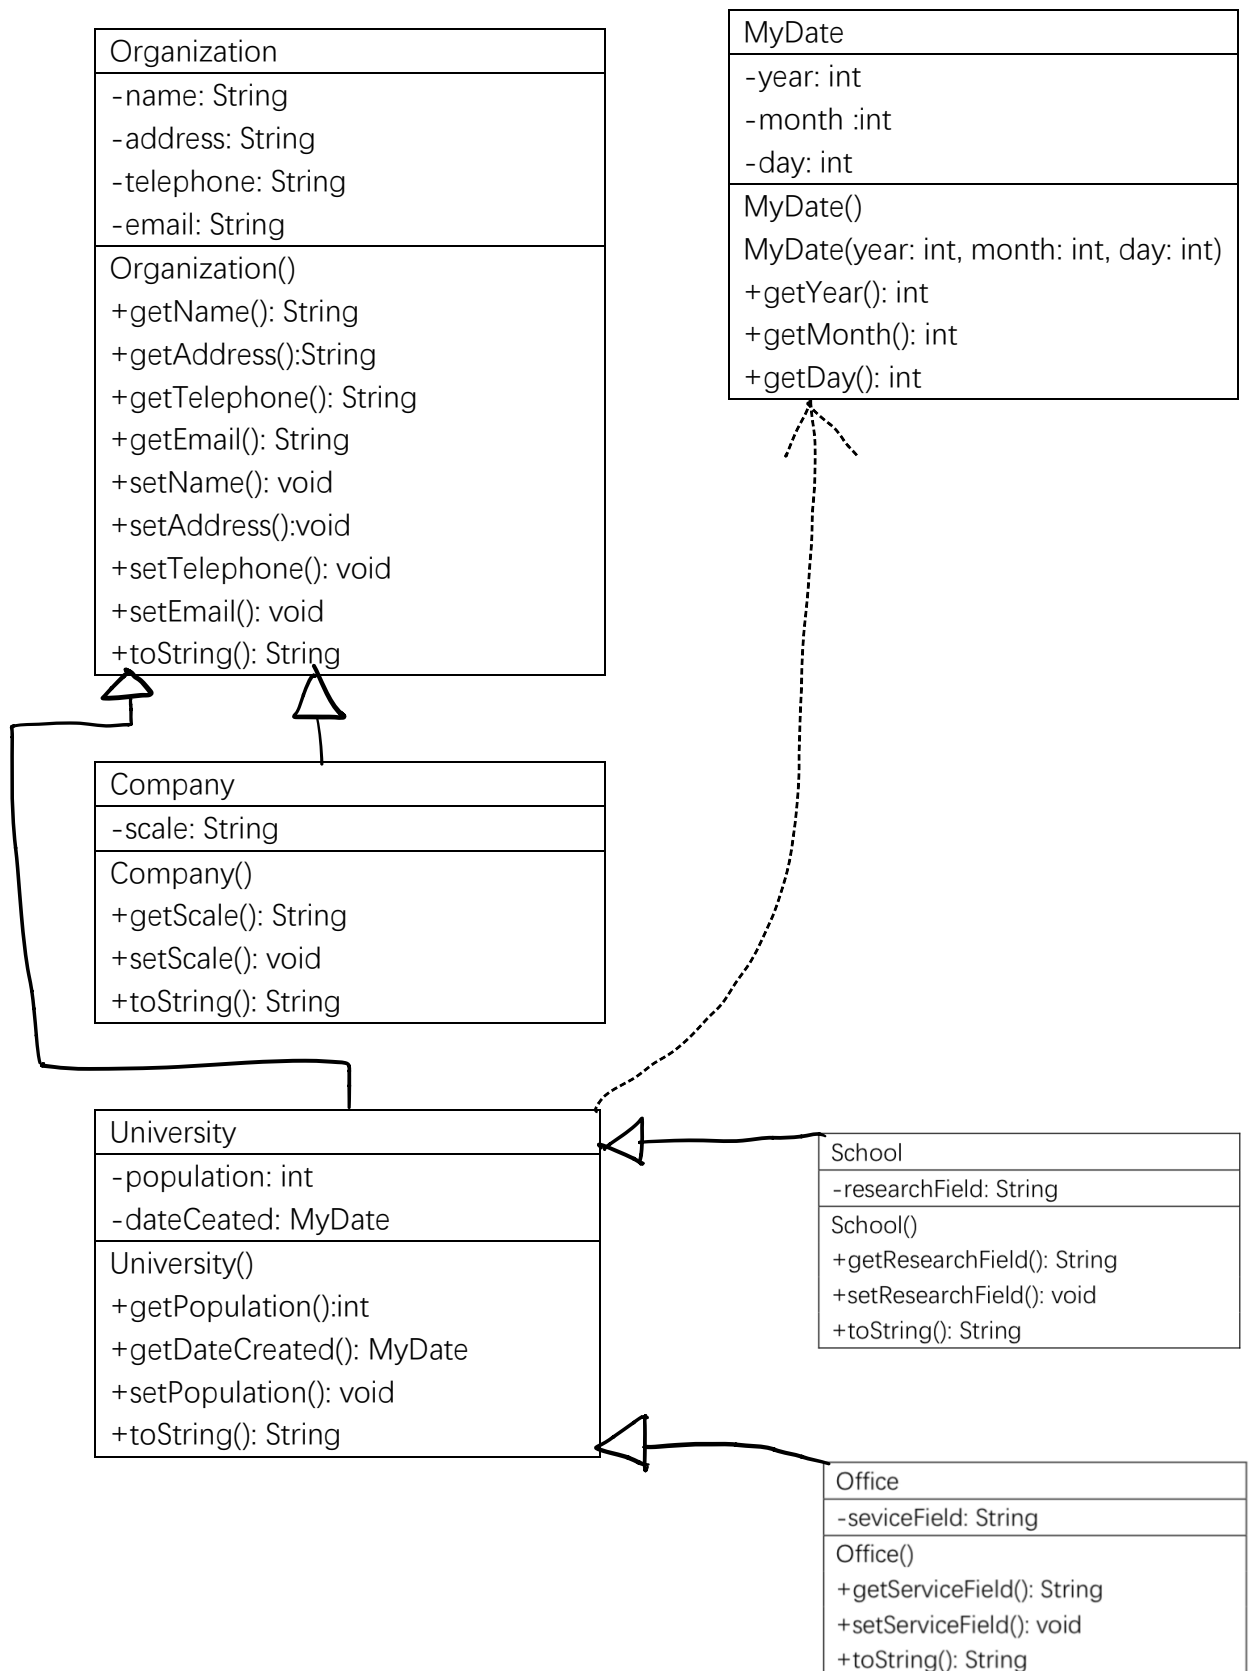 Organization
-name: String
-address: String
-telephone: String
-email: String
Organization()
+getName(): String
+getAddress():String
+getTelephone(): String
+getEmail(): String
+setName(): void
+setAddress():void
+setTelephone(): void
+setEmail(): void
+toString(): String
MyDate
-year: int
-month :int
-day: int
MyDate()
MyDate(year: int, month: int, day: int)
+getYear(): int
+getMonth(): int
+getDay(): int
Company
-scale: String
Company()
+getScale(): String
+setScale(): void
+toString(): String
University
-population: int
-dateCeated: MyDate
University()
+getPopulation():int
+getDateCreated(): MyDate
+setPopulation(): void
+toString(): String
School
-researchField: String
School()
+getResearchField(): String
+setResearchField(): void
+toString(): String
Office
-seviceField: String
Office()
+getServiceField(): String
+setServiceField(): void
+toString(): String